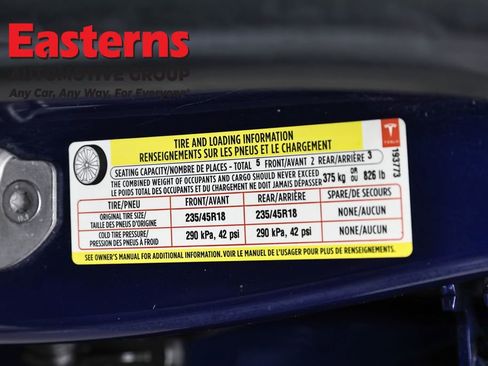 Easterns
AUTOMOTIVE GROUP
Any Car, Any Way, For Everyone!
TIRE AND LOADING INFORMATION
RENSEIGNEMENTS SUR LES PNEUS ET LE CHARGEMENT
TESLA
193773
SEATING CAPACITY/NOMBRE DE PLACES - TOTAL 5 FRONT/AVANT 2 REAR/ARRIÈRE 3
THE COMBINED WEIGHT OF OCCUPANTS AND CARGO SHOULD NEVER EXCEED 375 kg OR 826 lb
LE POIDS TOTAL DES OCCUPANTS ET DU CHARGEMENT NE DOIT JAMAIS DÉPASSER OU
TIRE/PNEU FRONT/AVANT REAR/ARRIÈRE SPARE/DE SECOURS
ORIGINAL TIRE SIZE/ 235/45R18 235/45R18 NONE/AUCUN
TAILLE DES PNEUS D'ORIGINE
COLD TIRE PRESSURE/ 290 kPa, 42 psi 290 kPa, 42 psi NONE/AUCUN
PRESSION DES PNEUS À FROID
SEE OWNER'S MANUAL FOR ADDITIONAL INFORMATION. VOIR LE MANUEL DE L'USAGER POUR PLUS DE RENSEIGNEMENTS.